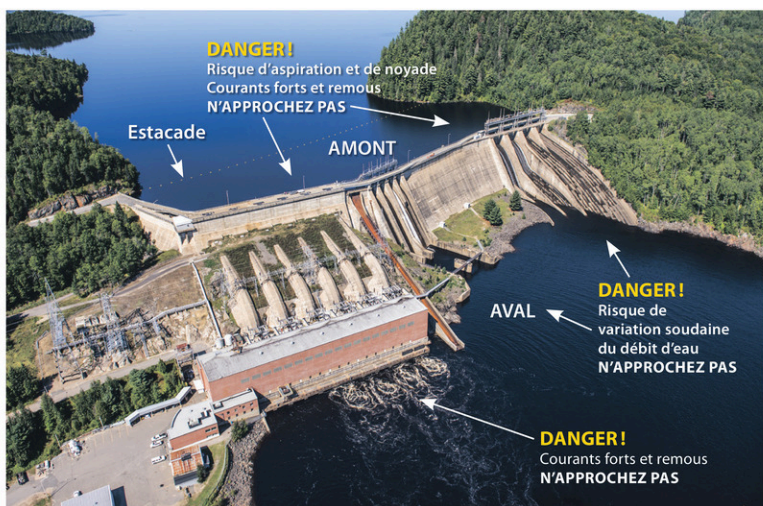 DANGER!
Risque d'aspiration et de noyade
Courants forts et remous
N'APPROCHEZ PAS
Estacade
AMONT
AVAL
DANGER!
Risque de
variation soudaine
du débit d'eau
N'APPROCHEZ PAS
DANGER!
Courants forts et remous
N'APPROCHEZ PAS